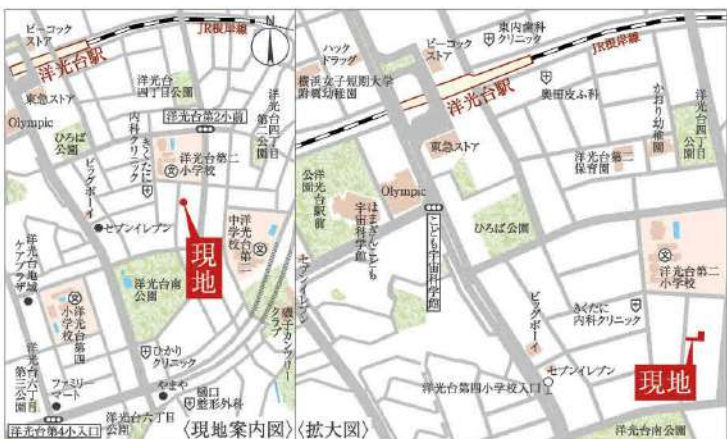 ピーコック
ストア
JR根岸線
N
洋光台駅
東急ストア
洋光台
四丁目公園
洋光台第2小前
洋光台四丁目
第二公園
Olympic
ひろば
公園
きくたに
内科クリニック
洋光台第二
小学校
ビッグボーイ
セブンイレブン
洋光台第二
中学校
現地
洋光台地域
ケアプラザ
洋光台南
公園
洋光台第四
小学校
磯子カンツリー
クラブ
ひかり
クリニック
洋光台六丁目
第三公園
ファミリー
マート
やまや
樋口
整形外科
洋光台第4小入口
洋光台六丁目
公園
〈現地案内図〉
ハック
ドラッグ
ピーコック
ストア
東内歯科
クリニック
JR根岸線
横浜女子短期大学
附属幼稚園
洋光台駅
奥田皮ふ科
かおり幼稚園
洋光台四丁目
公園
東急ストア
洋光台第二
保育園
洋光台駅前
公園
Olympic
はまぎんこども
宇宙科学館
こども宇宙科学館
ひろば公園
洋光台第二
小学校
セブンイレブン
ビッグボーイ
きくたに
内科クリニック
セブンイレブン
洋光台第四小学校入口
現地
洋光台南公園
〈拡大図〉